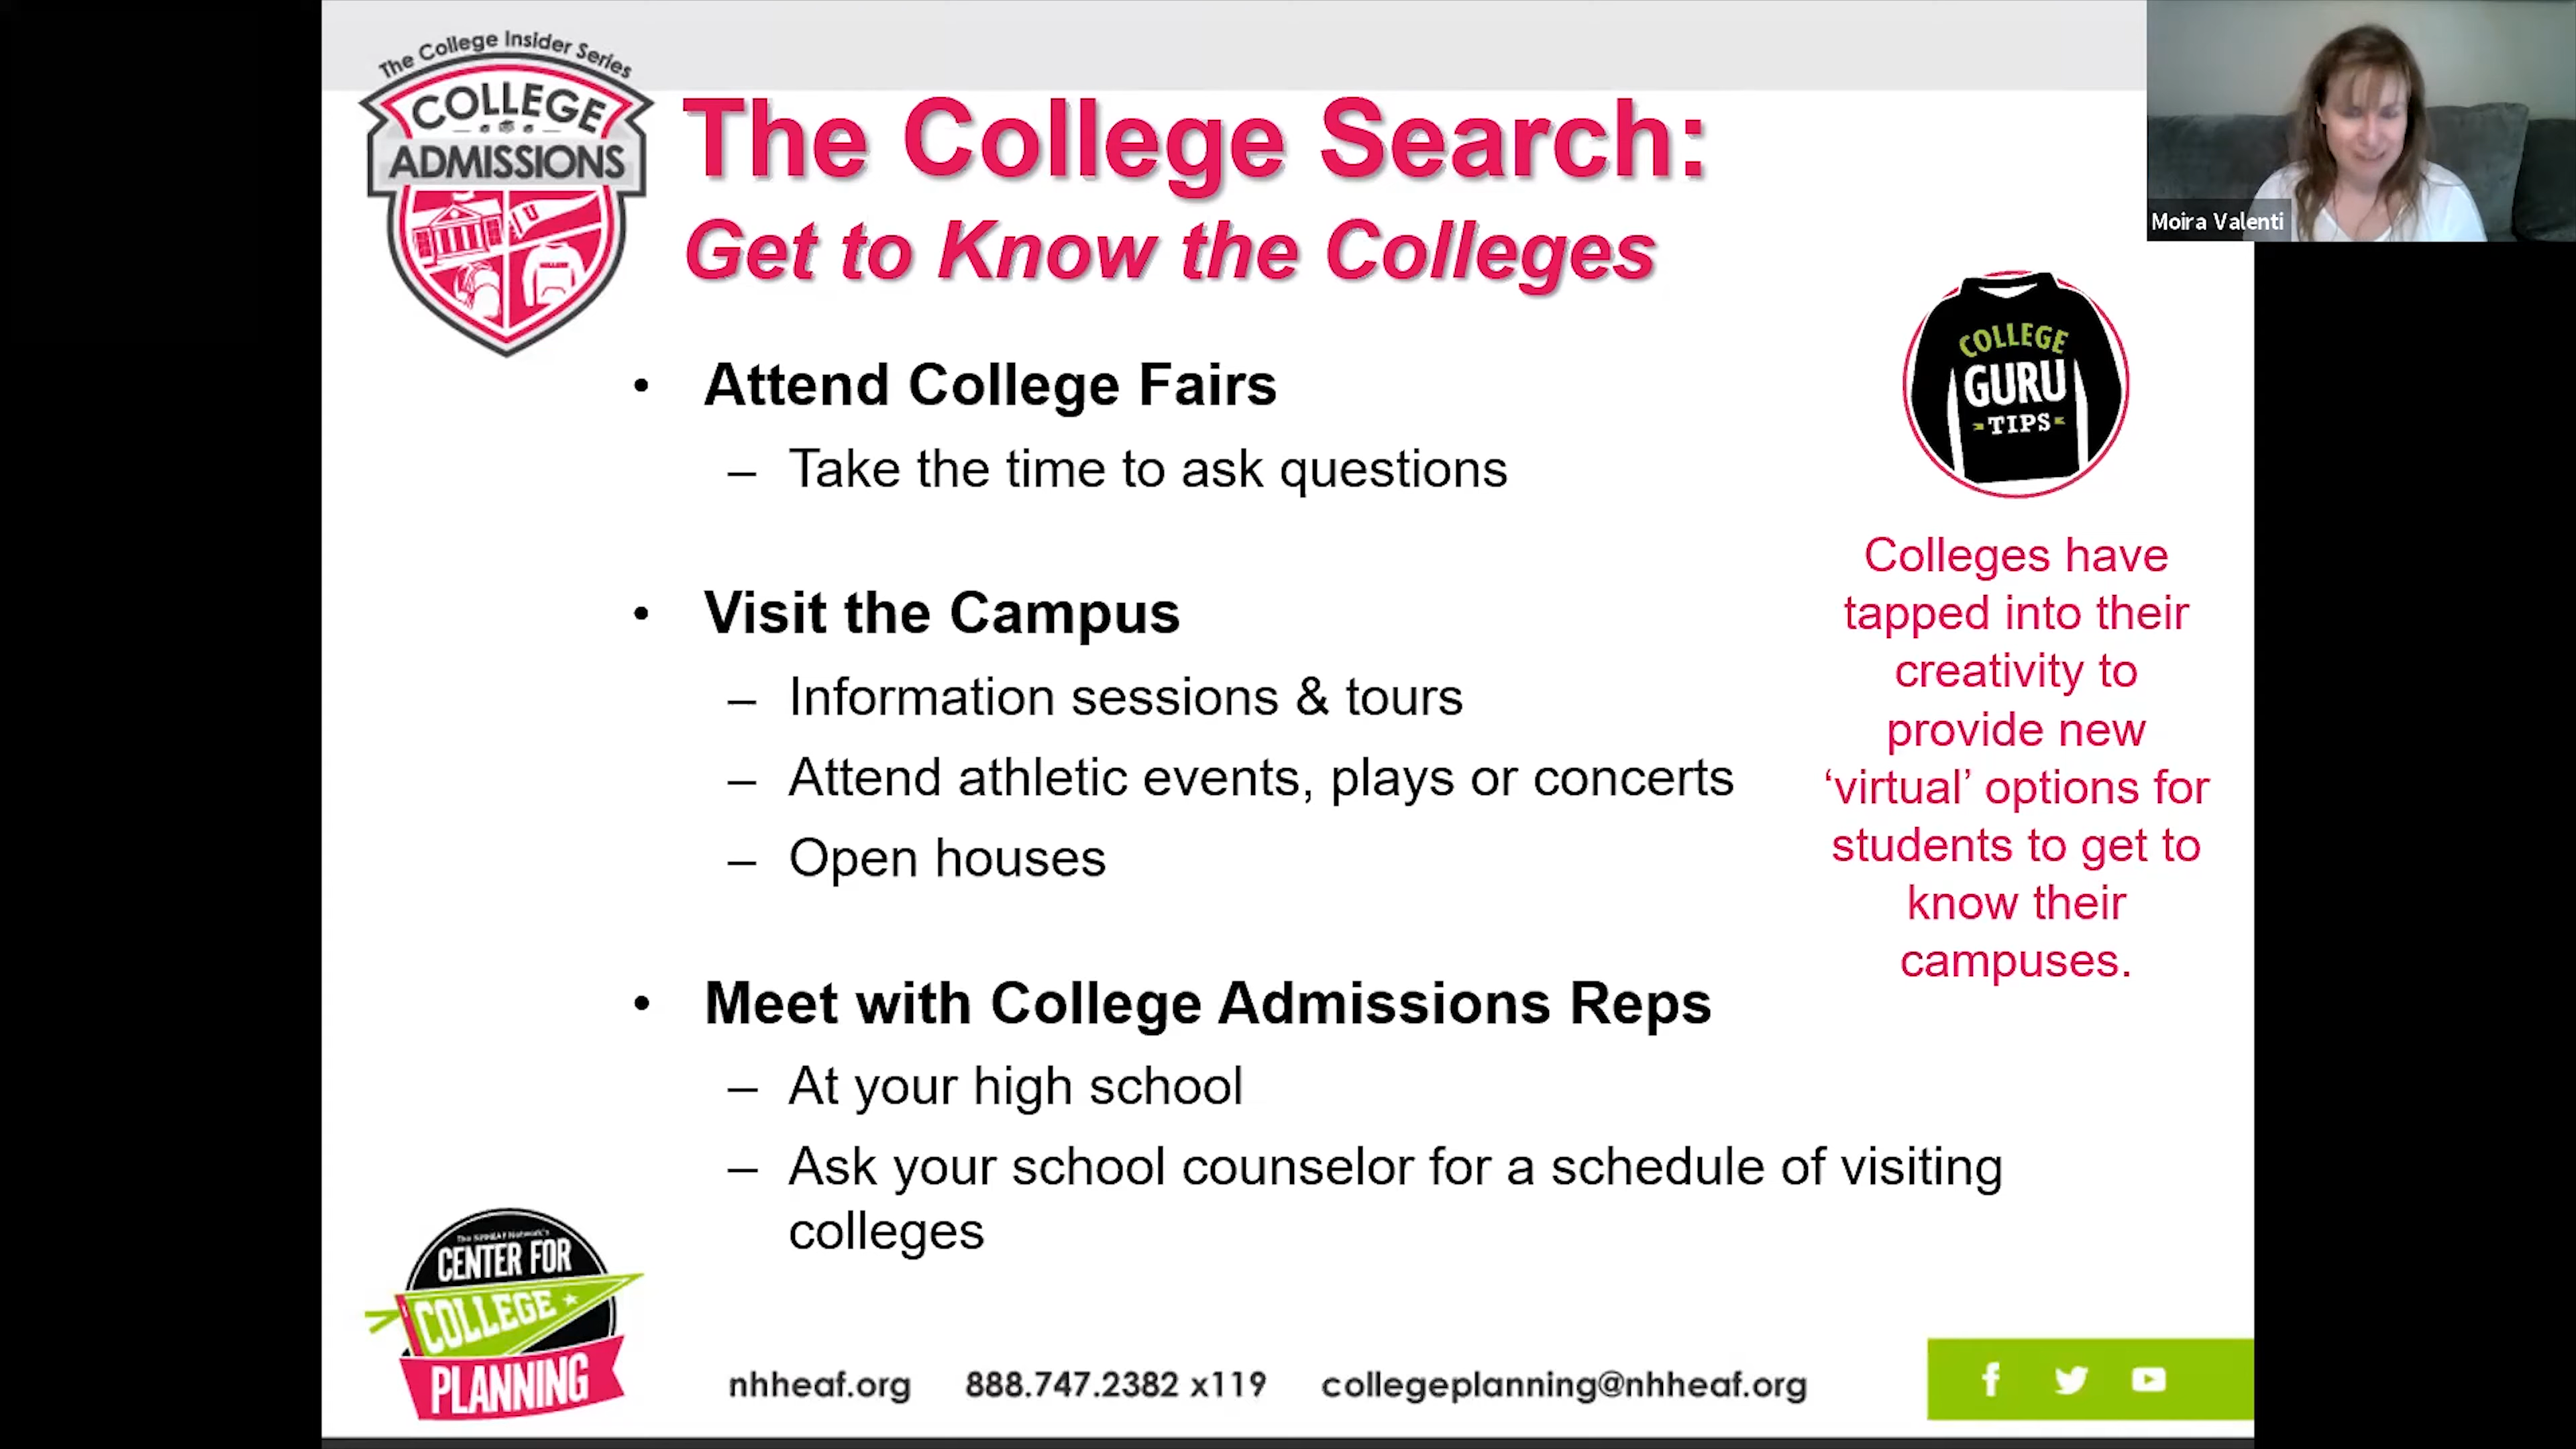 The College Insider Series
COLLEGE
ADMISSIONS
U
The College Search:
Get to Know the Colleges
Moira Valenti
• Attend College Fairs
– Take the time to ask questions
• Visit the Campus
– Information sessions & tours
– Attend athletic events, plays or concerts
– Open houses
• Meet with College Admissions Reps
– At your high school
– Ask your school counselor for a schedule of visiting
colleges
COLLEGE
GURU
TIPS
Colleges have
tapped into their
creativity to
provide new
‘virtual’ options for
students to get to
know their
campuses.
The NHHEAF Network's
CENTER FOR
COLLEGE
PLANNING
nhheaf.org 888.747.2382 x119 collegeplanning@nhheaf.org